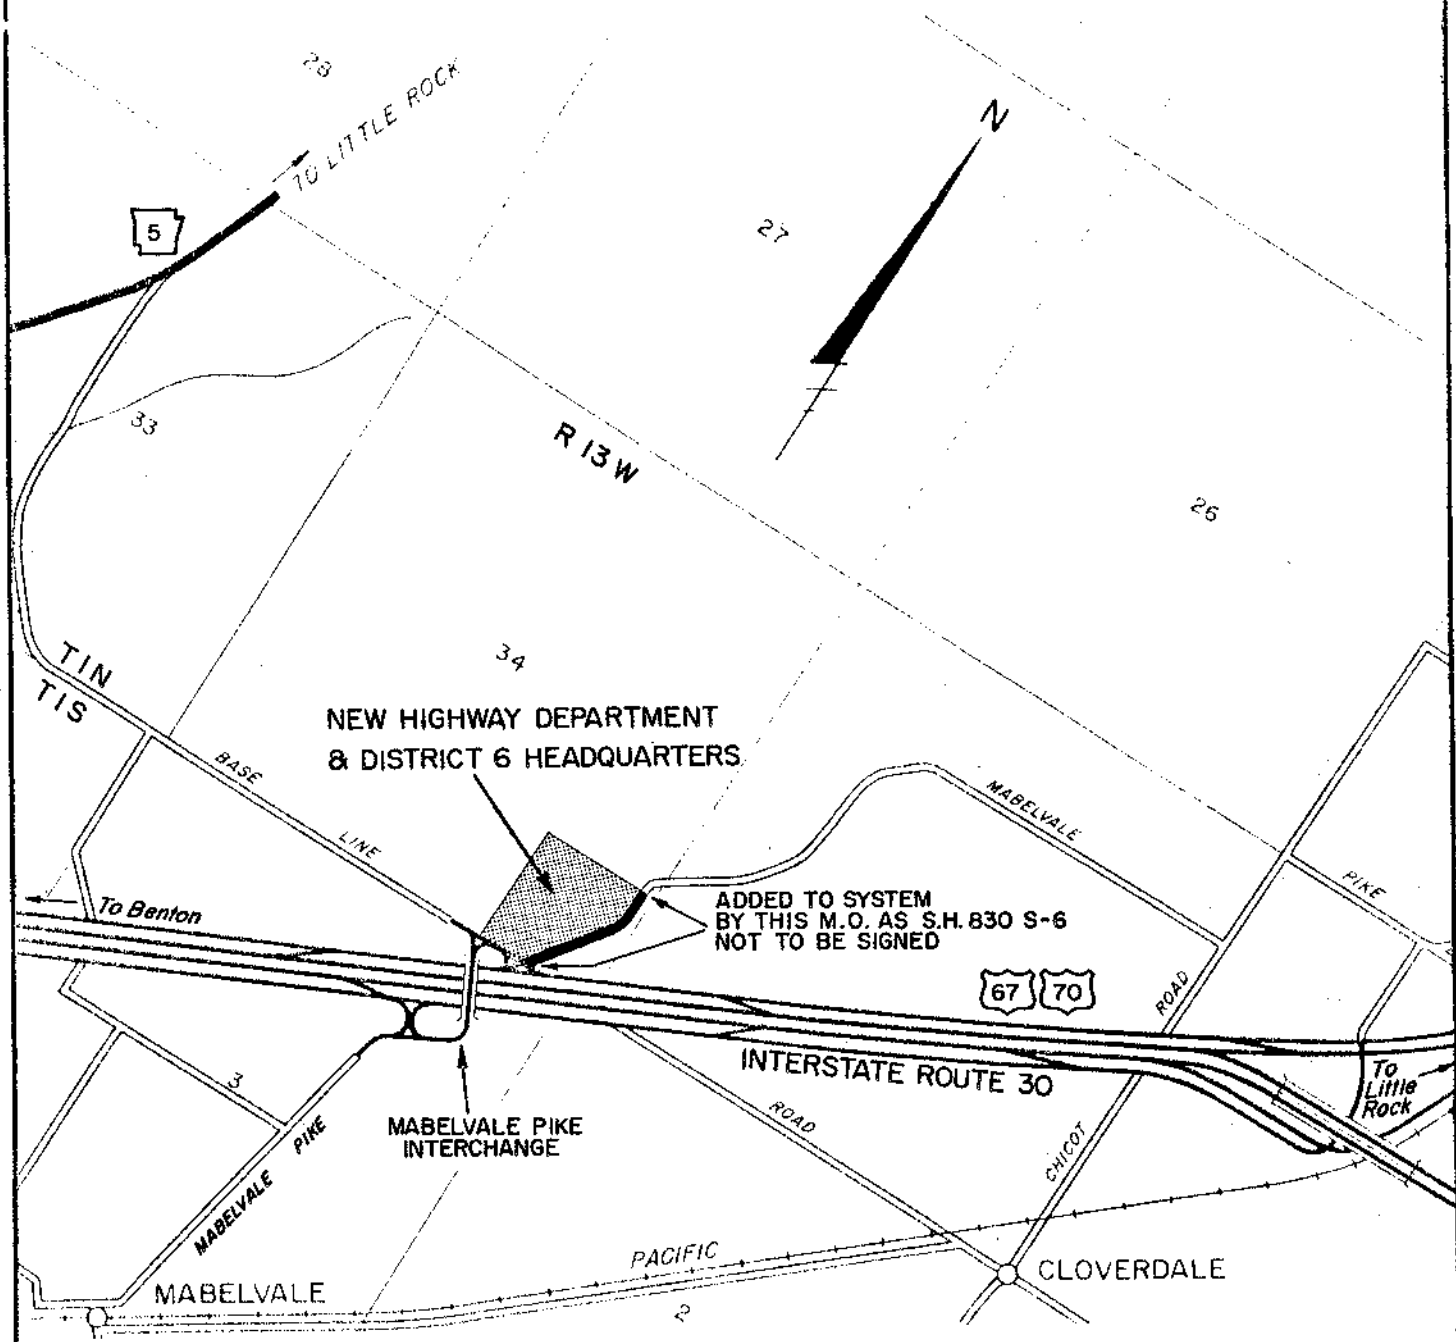 28
TO LITTLE ROCK
N
5
27
33
R 13 W
26
34
T1N
T1S
NEW HIGHWAY DEPARTMENT
& DISTRICT 6 HEADQUARTERS
BASE
LINE
MABELVALE
PIKE
To Benton
ADDED TO SYSTEM
BY THIS M.O. AS S.H. 830 S-6
NOT TO BE SIGNED
67 70
ROAD
INTERSTATE ROUTE 30
To
Little
Rock
3
MABELVALE PIKE
INTERCHANGE
ROAD
CHICOT
MABELVALE PIKE
PACIFIC
CLOVERDALE
MABELVALE
2